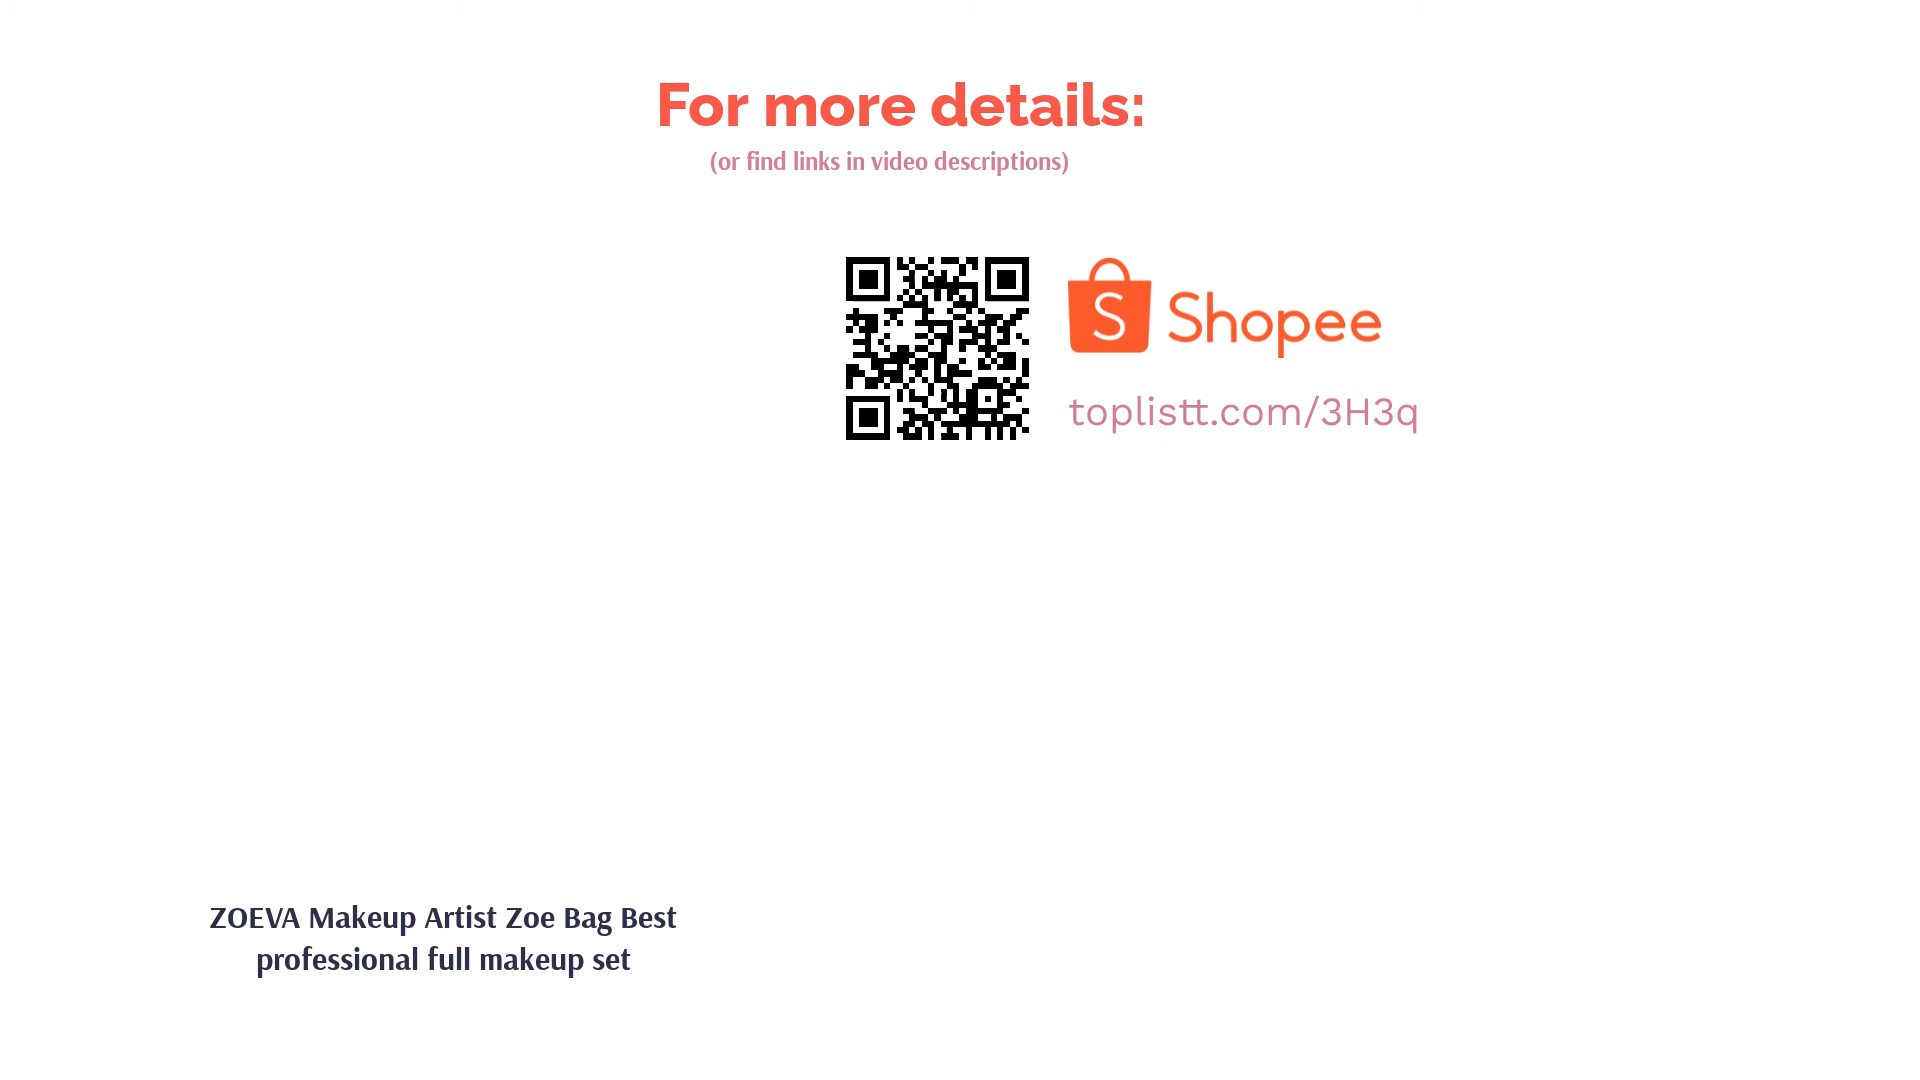 For more details:
(or find links in video descriptions)
S Shopee
toplistt.com/3H3q
ZOEVA Makeup Artist Zoe Bag Best
professional full makeup set